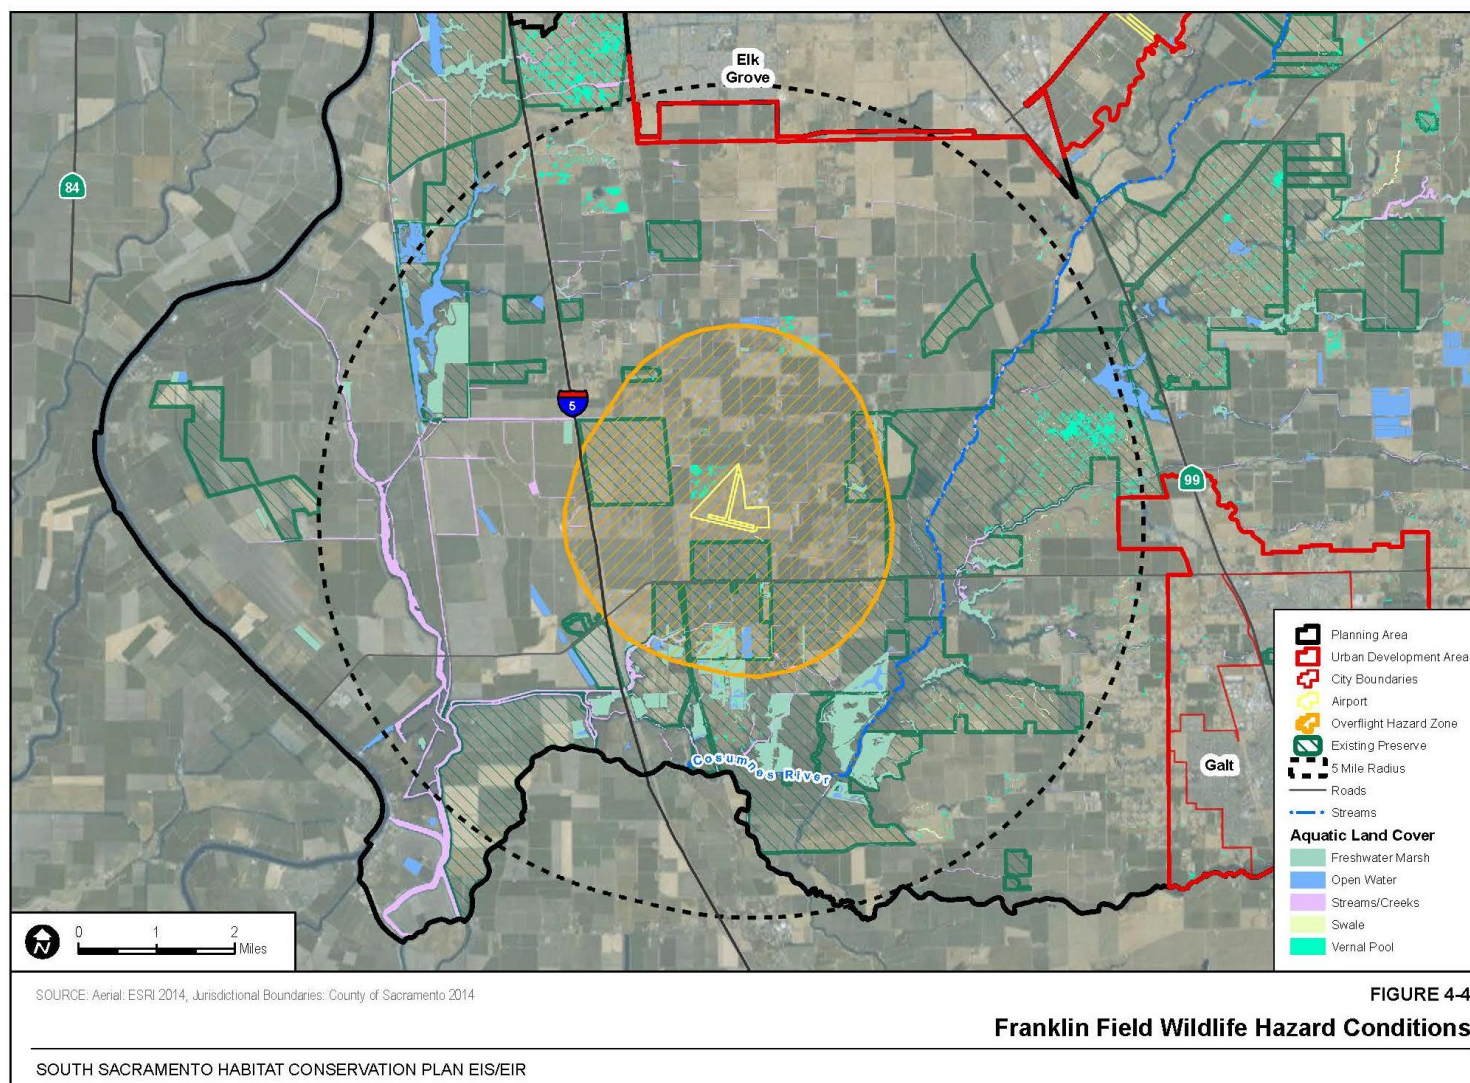 Elk
Grove
84
5
99
Galt
Cosumnes River
Planning Area
Urban Development Area
City Boundaries
Airport
Overflight Hazard Zone
Existing Preserve
5 Mile Radius
Roads
Streams
Aquatic Land Cover
Freshwater Marsh
Open Water
Streams/Creeks
Swale
Vernal Pool
N
0 1 2
Miles
SOURCE: Aerial: ESRI 2014, Jurisdictional Boundaries: County of Sacramento 2014
FIGURE 4-4
Franklin Field Wildlife Hazard Conditions
SOUTH SACRAMENTO HABITAT CONSERVATION PLAN EIS/EIR